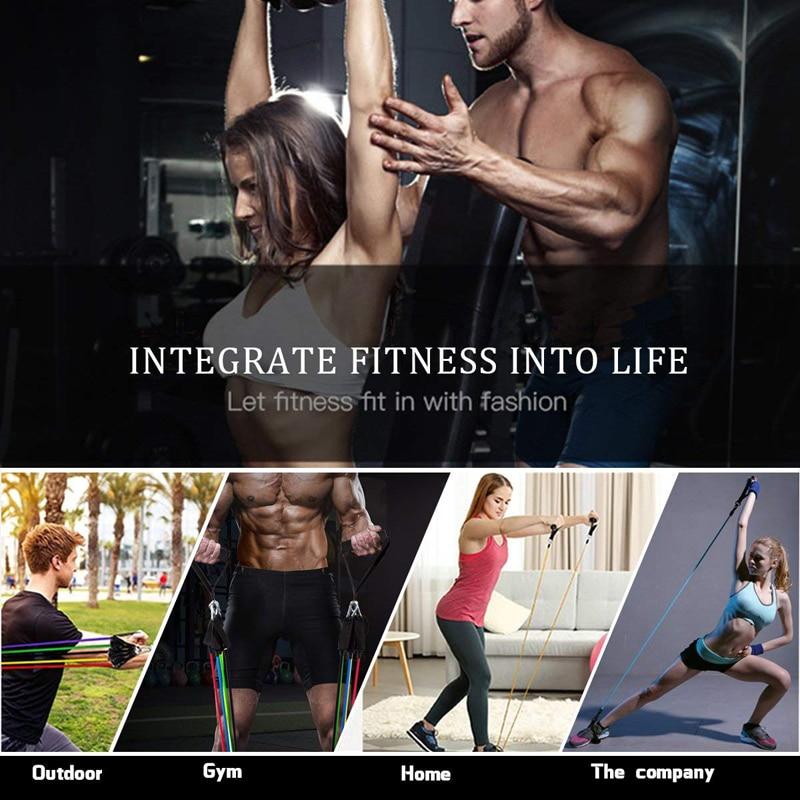 INTEGRATE FITNESS INTO LIFE
Let fitness fit in with fashion
Outdoor
Gym
Home
The company